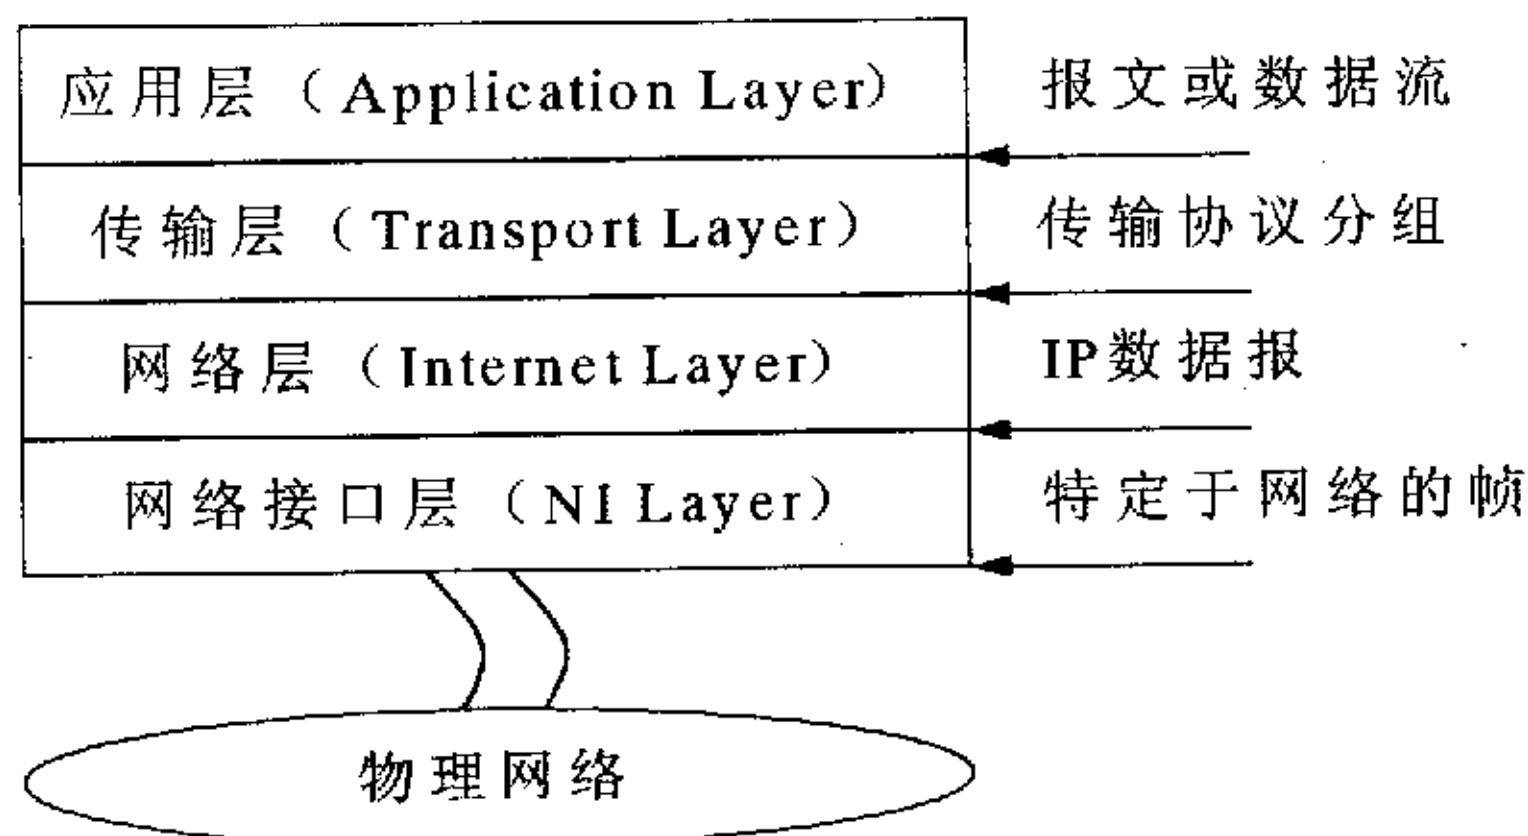 应用层（Application Layer）
报文或数据流
传输层（Transport Layer）
传输协议分组
网络层（Internet Layer）
IP数据报
网络接口层（NI Layer）
特定于网络的帧
物理网络